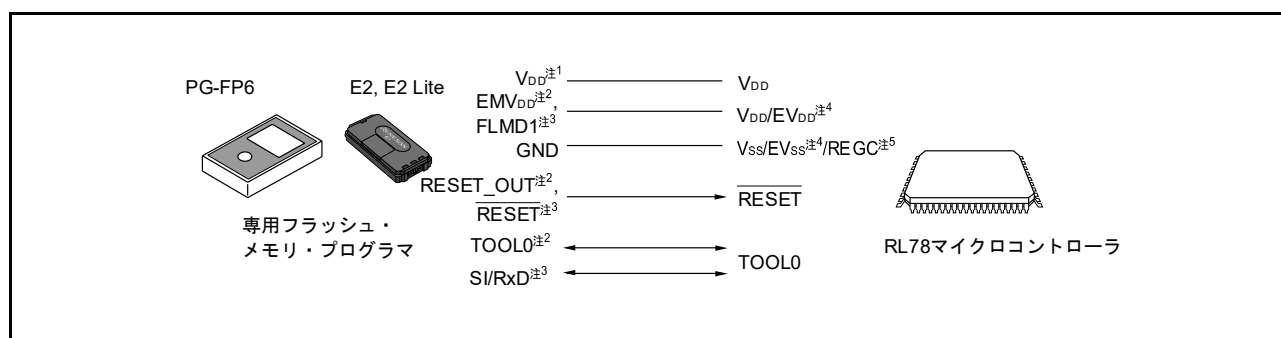 PG-FP6
E2, E2 Lite
専用フラッシュ・
メモリ・プログラマ
VDD注1
EMVDD注2,
FLMD1注3
GND
RESET_OUT注2,
RESET注3
TOOL0注2
SI/RxD注3
VDD
VDD/EVDD注4
VSS/EVSS注4/REGC注5
RESET
TOOL0
RL78マイクロコントローラ